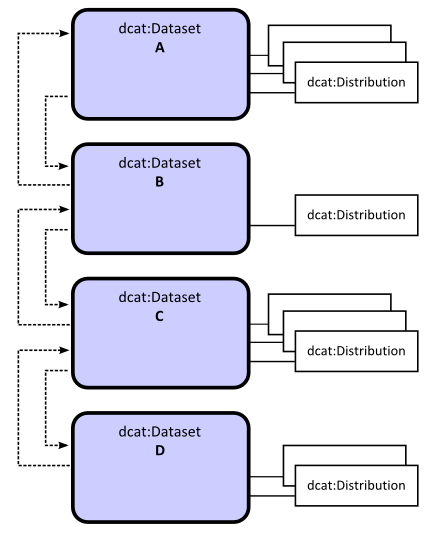 dcat:Dataset
A
dcat:Distribution
dcat:Dataset
B
dcat:Distribution
dcat:Dataset
C
dcat:Distribution
dcat:Dataset
D
dcat:Distribution